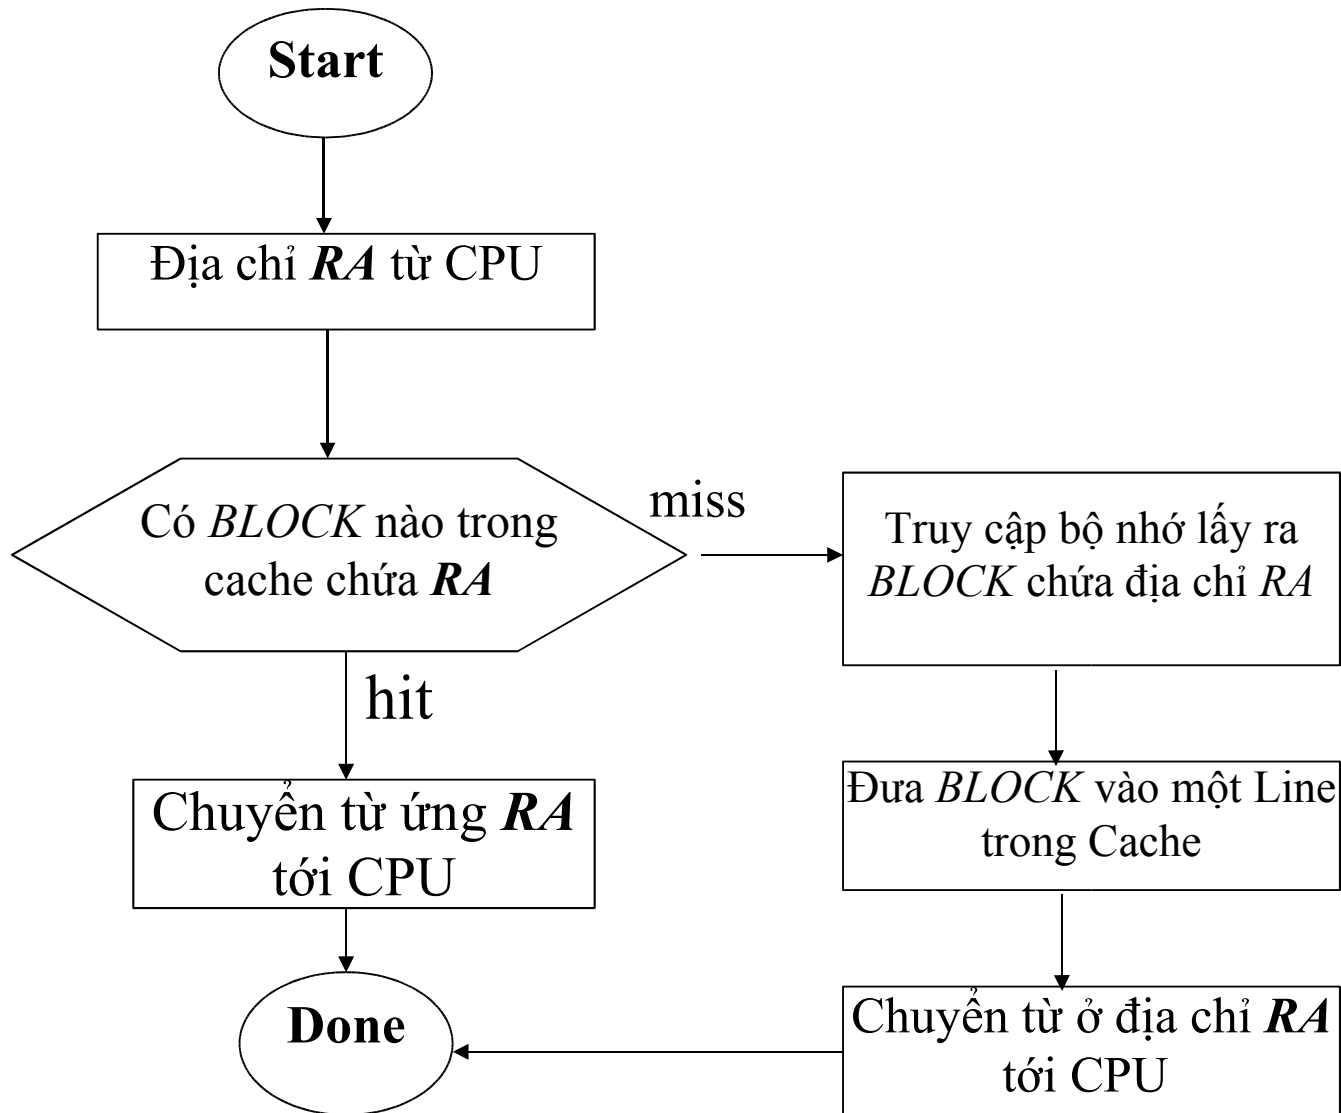 Start
Địa chỉ RA từ CPU
Có BLOCK nào trong
cache chứa RA
miss
Truy cập bộ nhớ lấy ra
BLOCK chứa địa chỉ RA
hit
Đưa BLOCK vào một Line
trong Cache
Chuyển từ ứng RA
tới CPU
Chuyển từ ở địa chỉ RA
tới CPU
Done